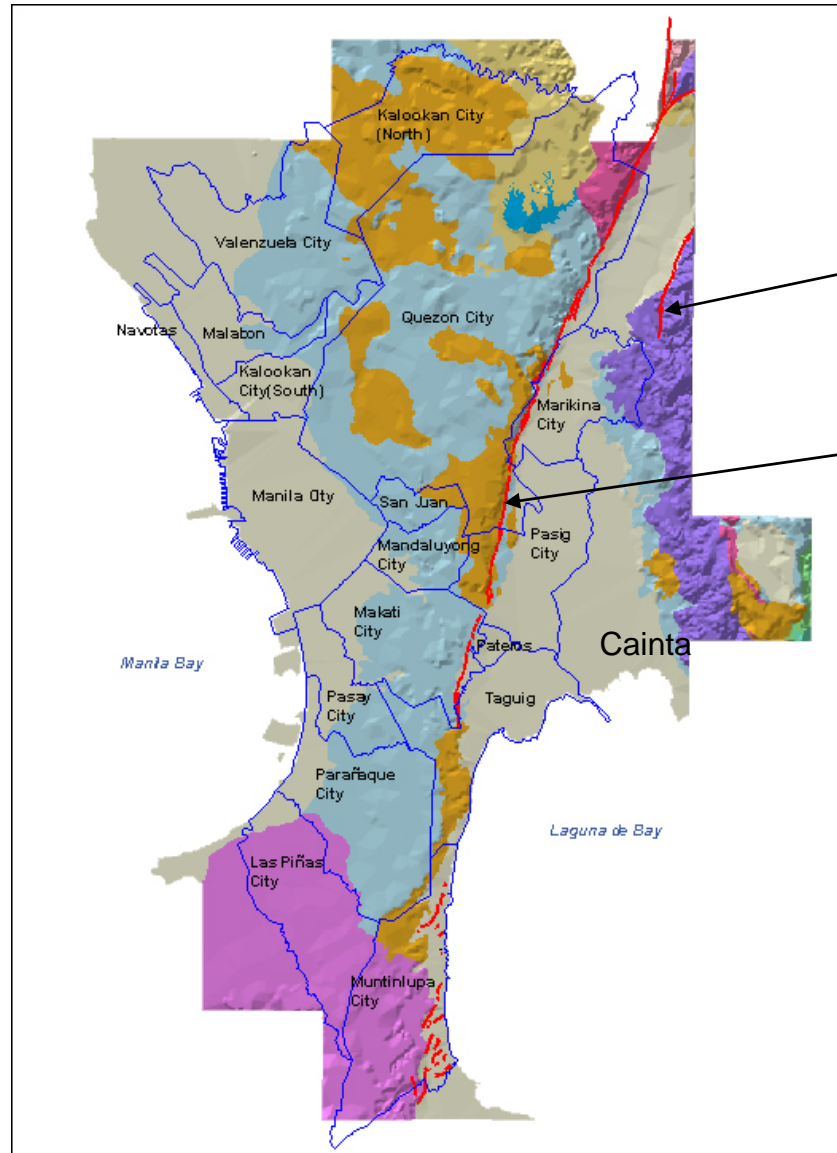 Kalookan City
(North)
Valenzuela City
Quezon City
Navotas
Malabon
Kalookan
City(South)
Marikina
City
Manila City
San Juan
Pasig
City
Mandaluyong
City
Makati
City
Pateros
Cainta
Manila Bay
Taguig
Pasay
City
Parañaque
City
Laguna de Bay
Las Piñas
City
Muntinlupa
City